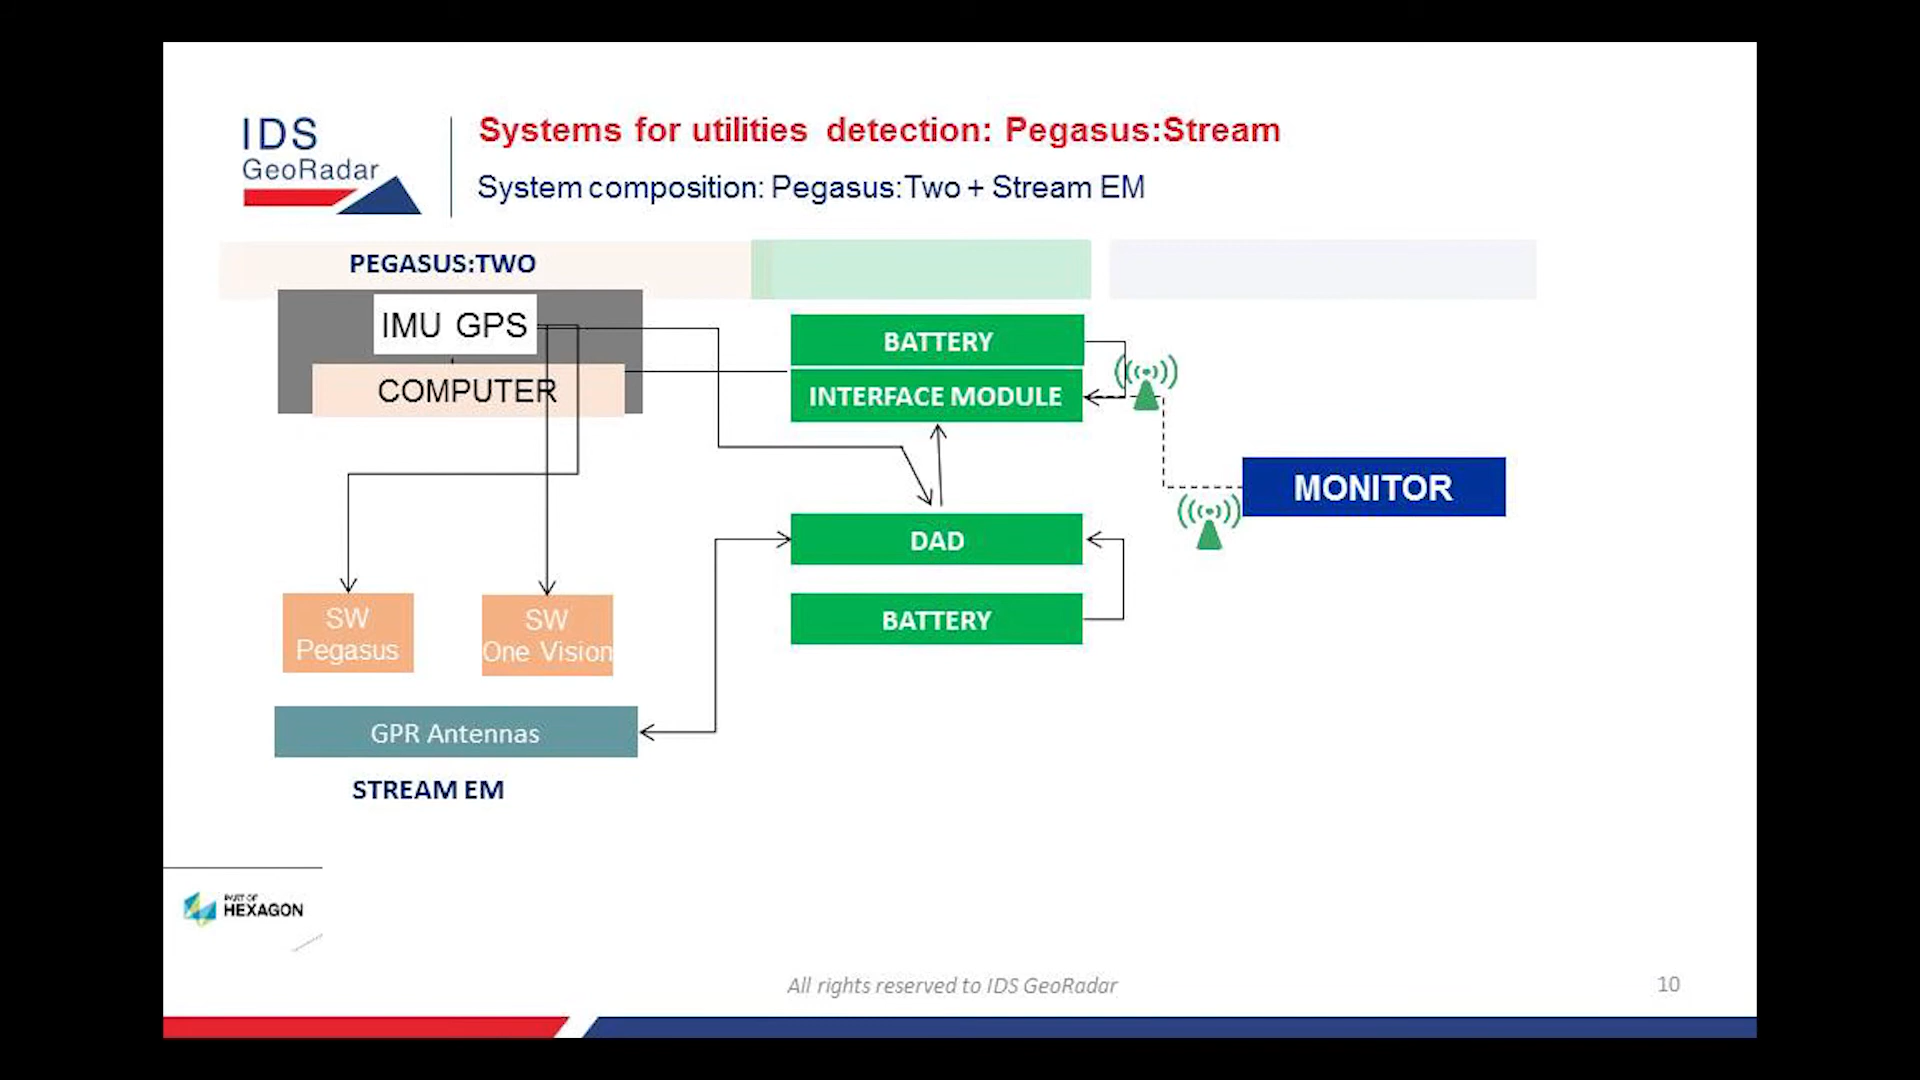 IDS
GeoRadar
Systems for utilities detection: Pegasus:Stream
System composition: Pegasus:Two + Stream EM
PEGASUS:TWO
IMU GPS
COMPUTER
BATTERY
INTERFACE MODULE
MONITOR
DAD
BATTERY
SW
Pegasus
SW
One Vision
GPR Antennas
STREAM EM
PART OF
HEXAGON
All rights reserved to IDS GeoRadar
10